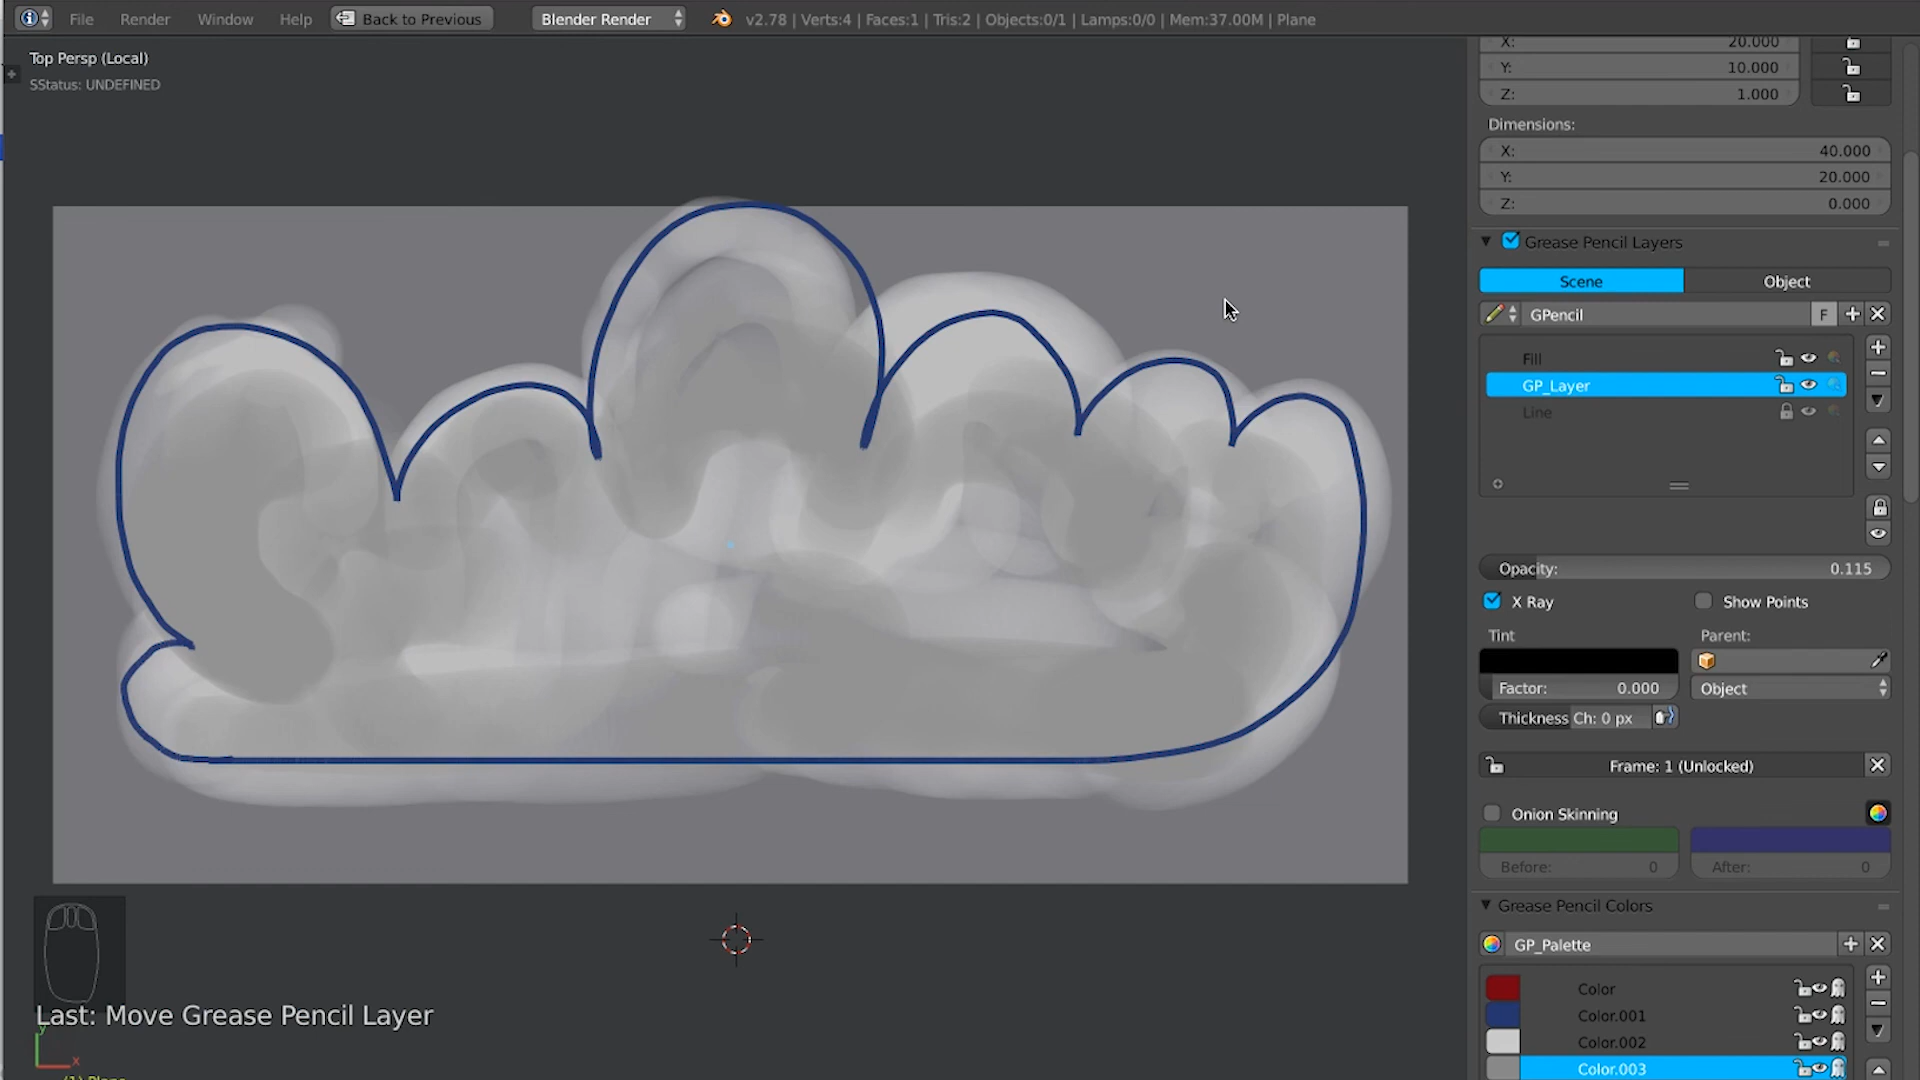 File Render Window Help Back to Previous Blender Render v2.78 | Verts:4 | Faces:1 | Tris:2 | Objects:0/1 | Lamps:0/0 | Mem:37.00M | Plane
Top Persp (Local)
SStatus: UNDEFINED
X: 20.000
Y: 10.000
Z: 1.000
Dimensions:
X: 40.000
Y: 20.000
Z: 0.000
Grease Pencil Layers
Scene Object
GPencil F
Fill
GP_Layer
Line
Opacity: 0.115
X Ray Show Points
Tint Parent:
Factor: 0.000 Object
Thickness Ch: 0 px
Frame: 1 (Unlocked)
Onion Skinning
Before: 0 After: 0
Grease Pencil Colors
GP_Palette
Color
Color.001
Color.002
Color.003
Last: Move Grease Pencil Layer
y
x
(1) Plane